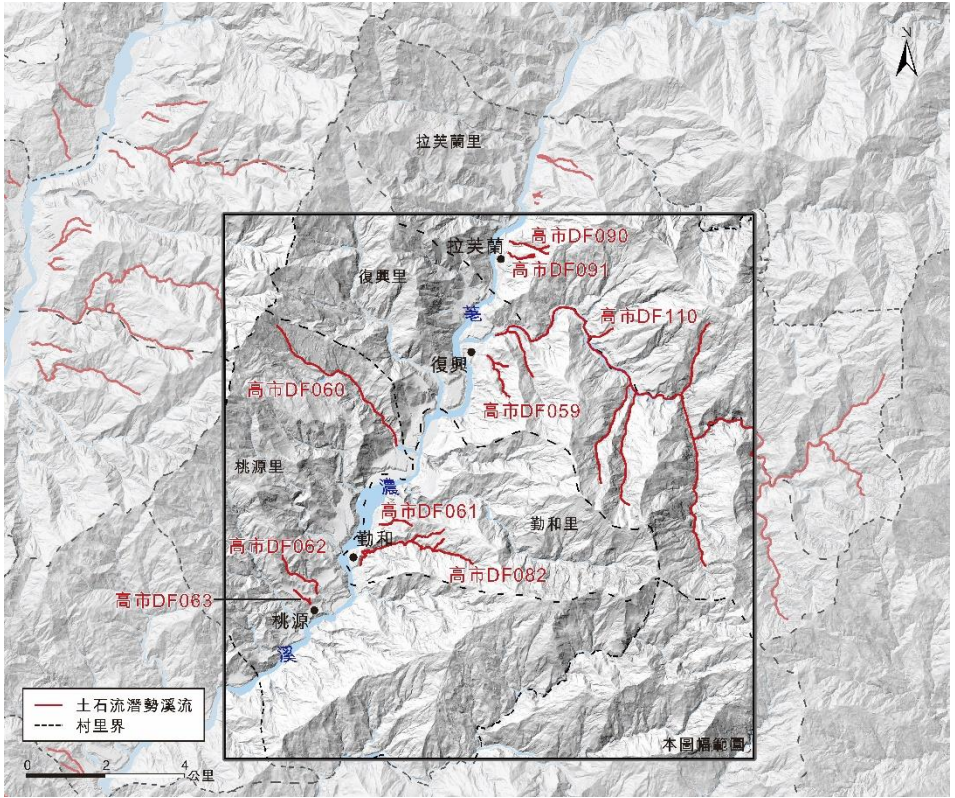 N
拉芙蘭里
高市DF090
拉芙蘭
高市DF091
復興里
荖
高市DF110
復興
高市DF060
高市DF059
桃源里
濃
高市DF061
勤和里
勤和
高市DF062
高市DF082
高市DF063
桃源
溪
土石流潛勢溪流
村里界
本圖幅範圍
0 2 4
公里